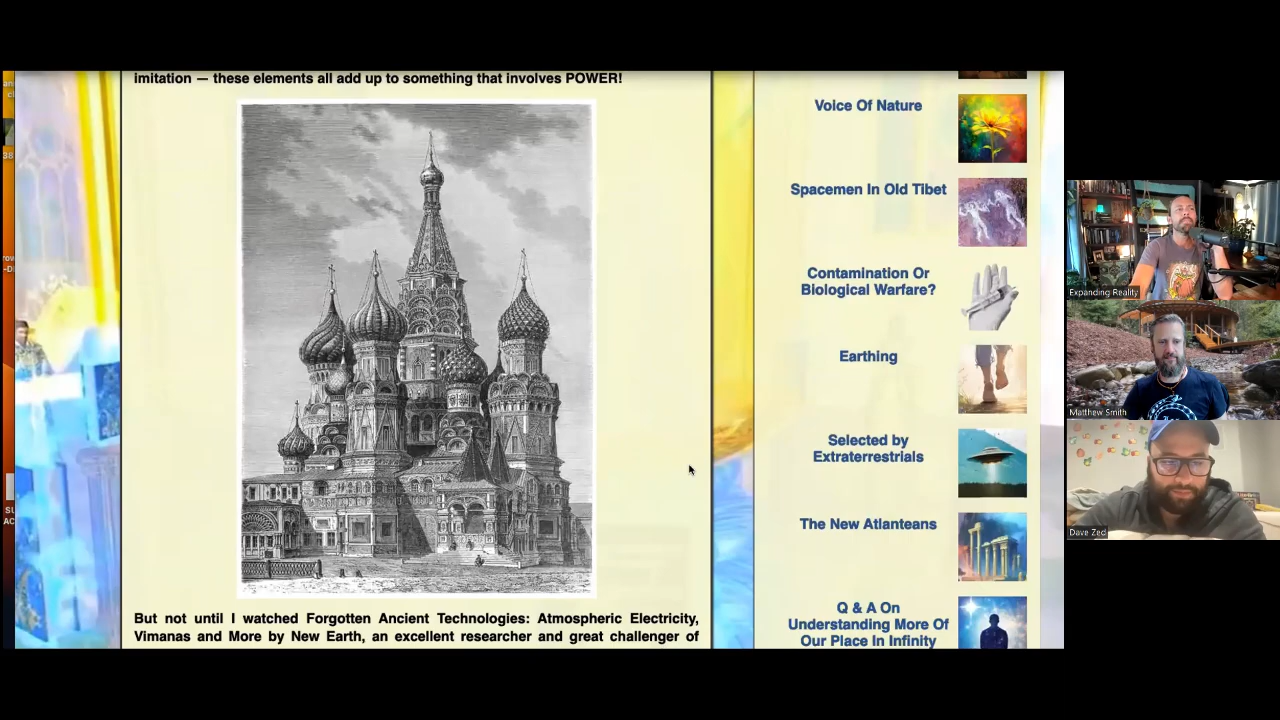 imitation — these elements all add up to something that involves POWER!
But not until I watched Forgotten Ancient Technologies: Atmospheric Electricity,
Vimanas and More by New Earth, an excellent researcher and great challenger of
Voice Of Nature
Spacemen In Old Tibet
Contamination Or
Biological Warfare?
Earthing
Selected by
Extraterrestrials
The New Atlanteans
Q & A On
Understanding More Of
Our Place In Infinity
Expanding Reality
Matthew Smith
Dave Zed